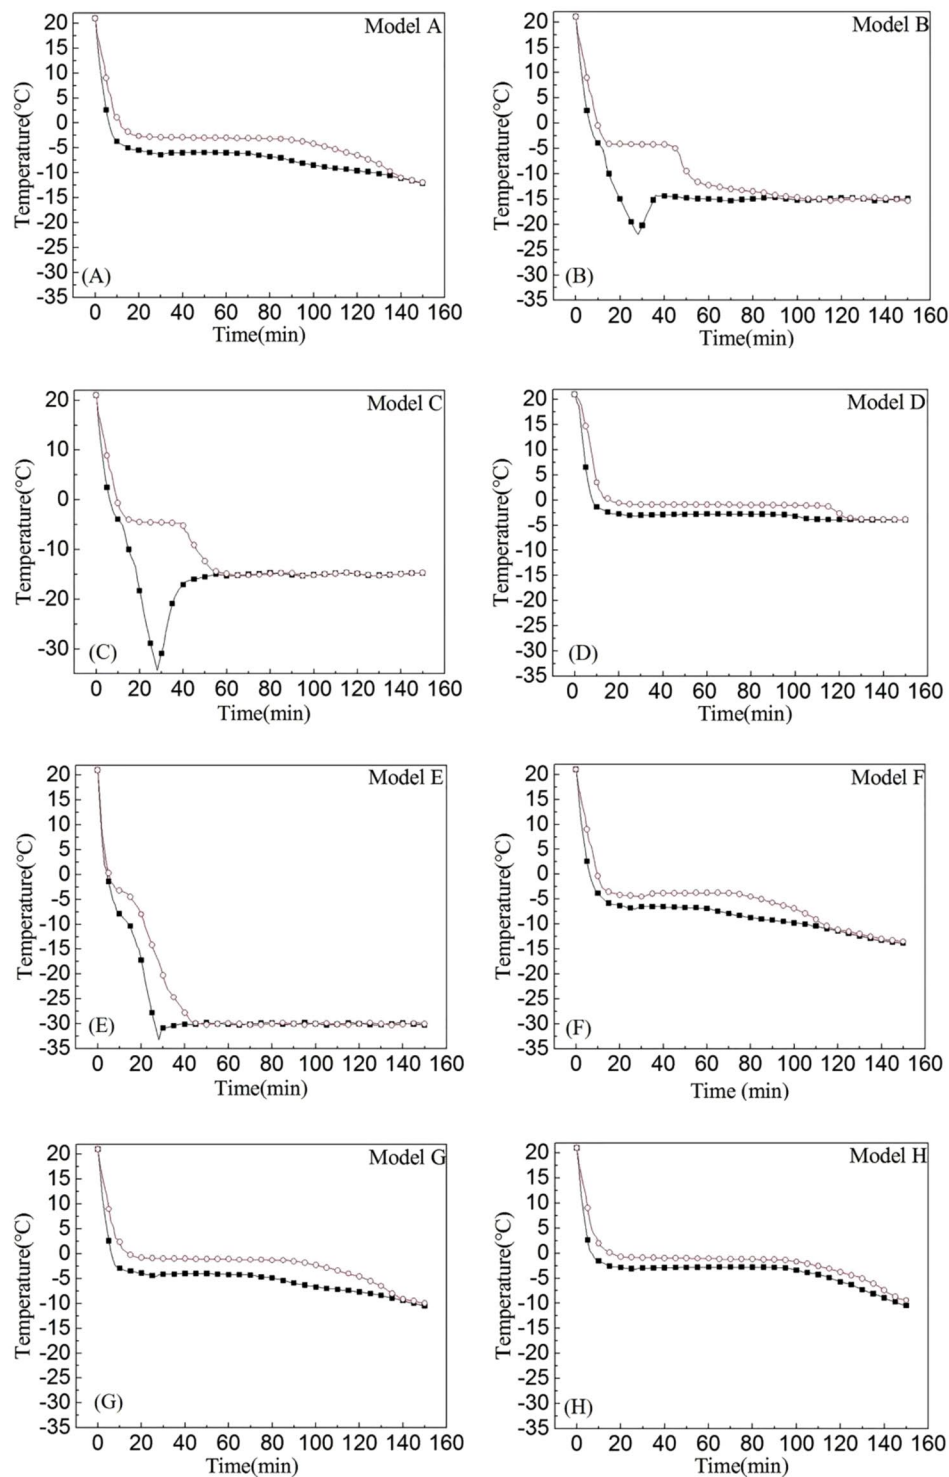 Model A
Temperature(°C)
20
15
10
5
0
-5
-10
-15
-20
-25
-30
-35
(A)
0 20 40 60 80 100 120 140 160
Time(min)
Model B
Temperature(°C)
20
15
10
5
0
-5
-10
-15
-20
-25
-30
-35
(B)
0 20 40 60 80 100 120 140 160
Time(min)
Model C
Temperature(°C)
20
10
0
-10
-20
-30
(C)
0 20 40 60 80 100 120 140 160
Time(min)
Model D
Temperature(°C)
20
15
10
5
0
-5
-10
-15
-20
-25
-30
-35
(D)
0 20 40 60 80 100 120 140 160
Time(min)
Model E
Temperature(°C)
20
15
10
5
0
-5
-10
-15
-20
-25
-30
-35
(E)
0 20 40 60 80 100 120 140 160
Time(min)
Model F
Temperature(°C)
20
15
10
5
0
-5
-10
-15
-20
-25
-30
-35
(F)
0 20 40 60 80 100 120 140 160
Time (min)
Model G
Temperature(°C)
20
15
10
5
0
-5
-10
-15
-20
-25
-30
-35
(G)
0 20 40 60 80 100 120 140 160
Time(min)
Model H
Temperature(°C)
20
15
10
5
0
-5
-10
-15
-20
-25
-30
-35
(H)
0 20 40 60 80 100 120 140 160
Time(min)